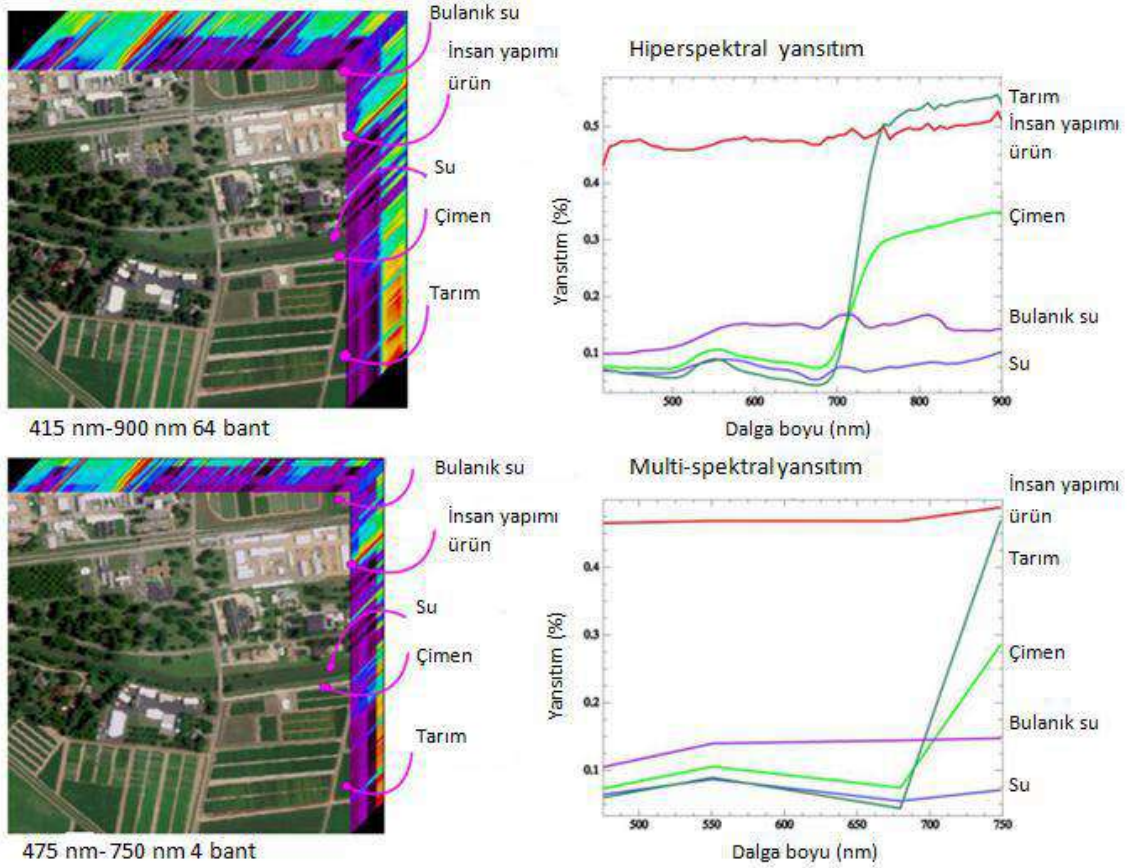 Bulanık su
İnsan yapımı
ürün
Su
Çimen
Tarım
415 nm-900 nm 64 bant
Hiperspektral yansıtım
Yansıtım (%)
0.5
0.4
0.3
0.2
0.1
500
600
700
800
900
Dalga boyu (nm)
Tarım
İnsan yapımı
ürün
Çimen
Bulanık su
Su
Bulanık su
İnsan yapımı
ürün
Su
Çimen
Tarım
475 nm-750 nm 4 bant
Multi-spektral yansıtım
Yansıtım (%)
0.4
0.3
0.2
0.1
500
550
600
650
700
750
Dalga boyu (nm)
İnsan yapımı
ürün
Tarım
Çimen
Bulanık su
Su